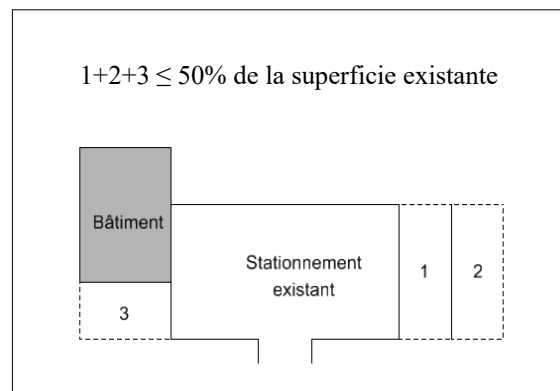 1+2+3 ≤ 50% de la superficie existante
Bâtiment
Stationnement
existant
1
2
3